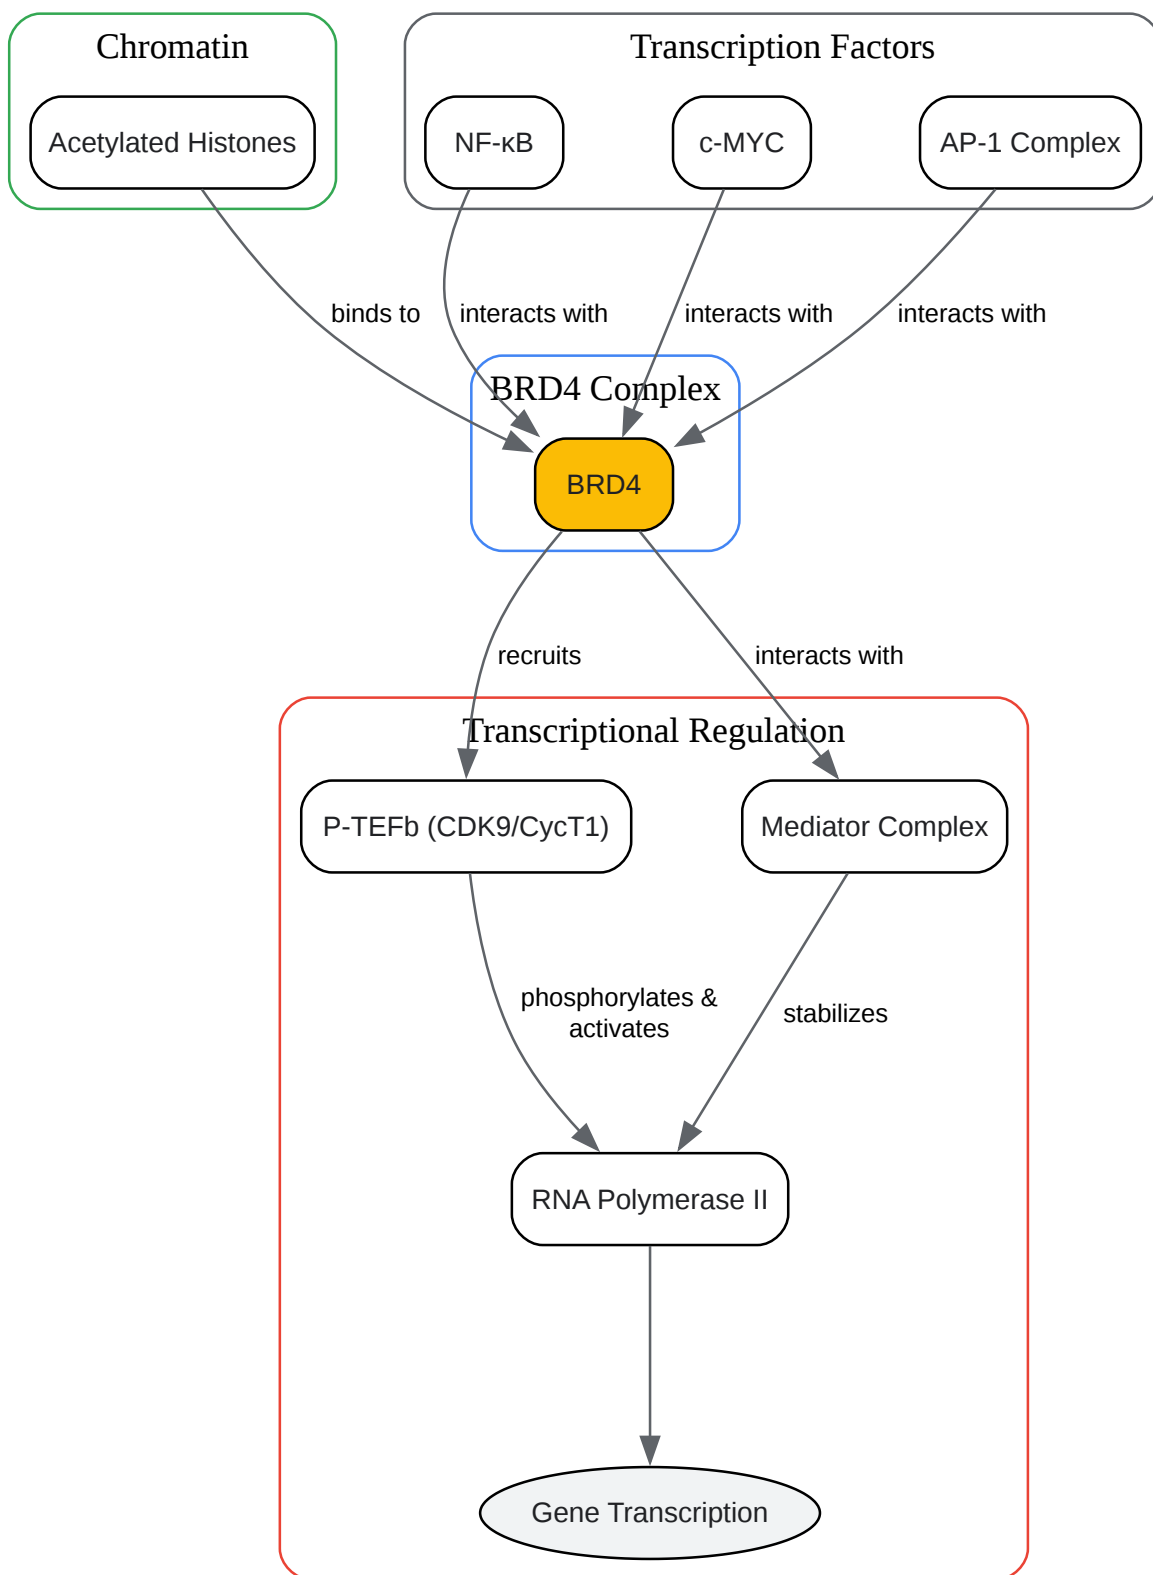 Chromatin
Transcription Factors
Acetylated Histones
NF-κB
c-MYC
AP-1 Complex
binds to
interacts with
interacts with
interacts with
BRD4 Complex
BRD4
recruits
interacts with
Transcriptional Regulation
P-TEFb (CDK9/CycT1)
Mediator Complex
phosphorylates &
activates
stabilizes
RNA Polymerase II
Gene Transcription